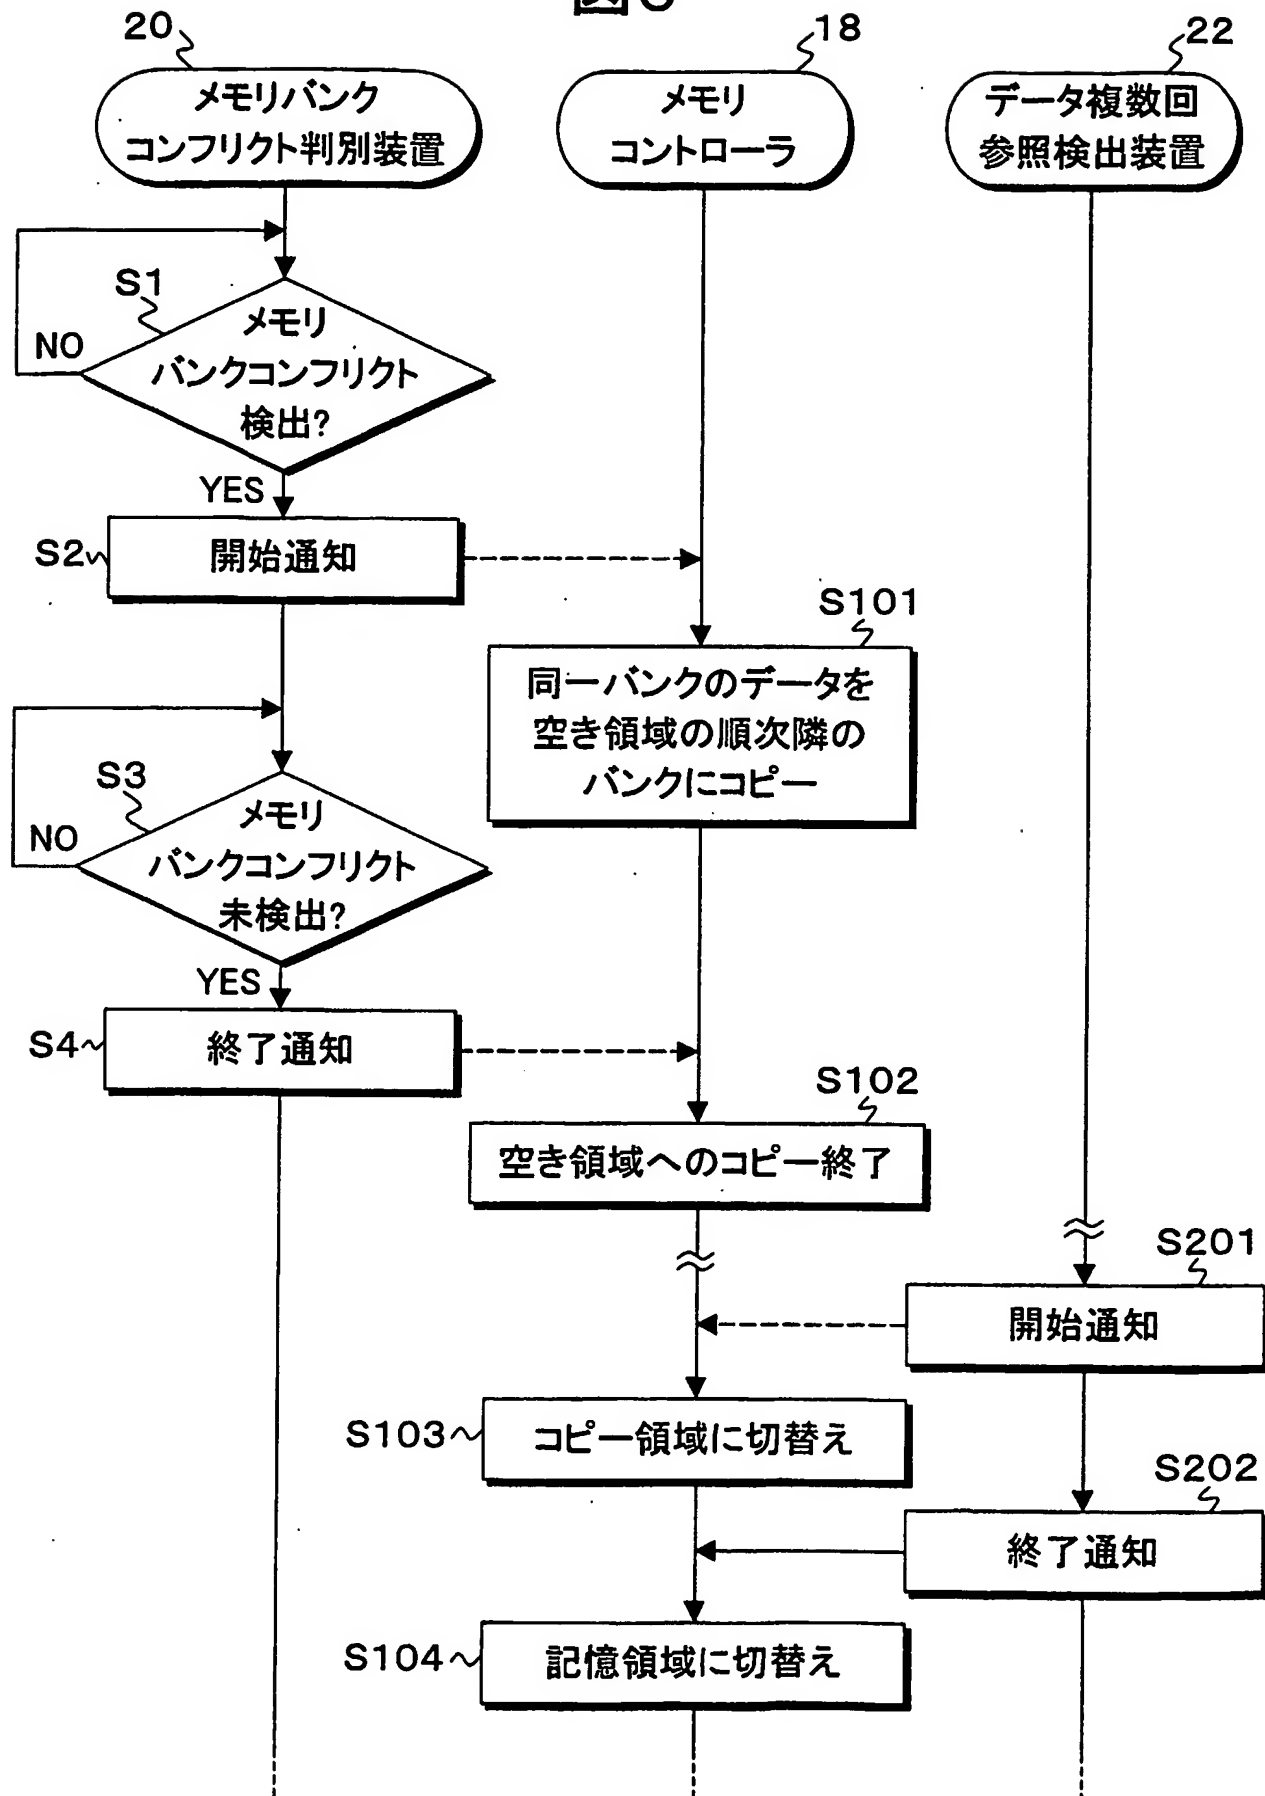 20
18
22
メモリバンク
コンフリクト判別装置
メモリ
コントローラ
データ複数回
参照検出装置
S1
メモリ
バンクコンフリクト
検出?
NO
YES
S2
開始通知
S101
同一バンクのデータを
空き領域の順次隣の
バンクにコピー
S3
メモリ
バンクコンフリクト
未検出?
NO
YES
S4
終了通知
S102
空き領域へのコピー終了
S201
開始通知
S103
コピー領域に切替え
S202
終了通知
S104
記憶領域に切替え